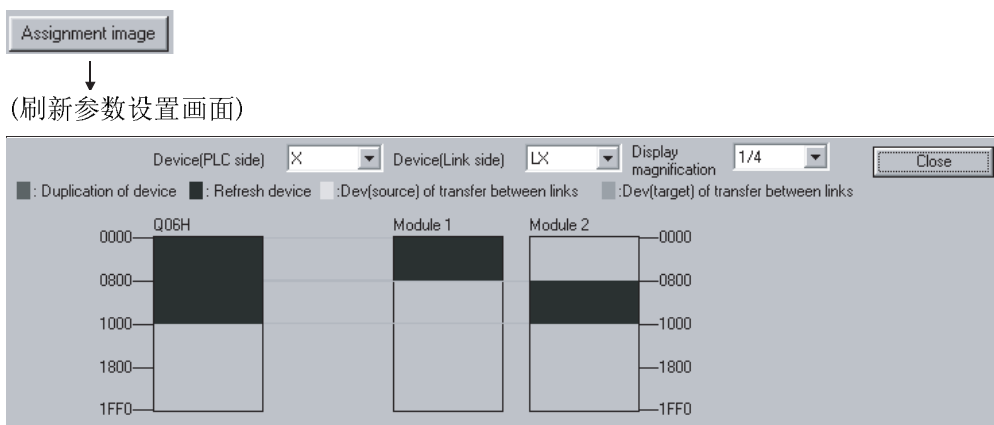 Assignment image
(刷新参数设置画面)
Device(PLC side) X Device(Link side) LX Display magnification 1/4 Close
: Duplication of device : Refresh device :Dev(source) of transfer between links :Dev(target) of transfer between links
Q06H Module 1 Module 2
0000 0000
0800 0800
1000 1000
1800 1800
1FF0 1FF0